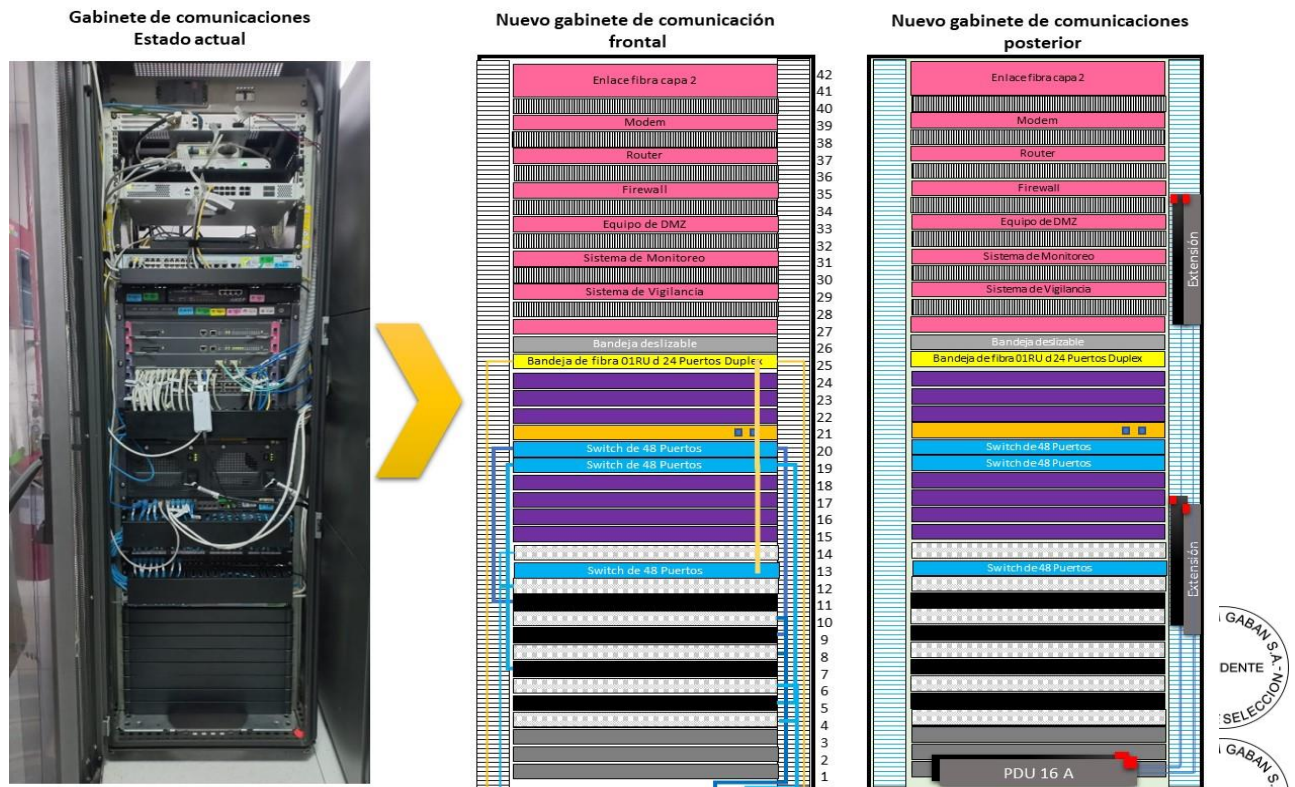 Gabinete de comunicaciones
Estado actual
Nuevo gabinete de comunicación
frontal
Enlace fibra capa 2
Modem
Router
Firewall
Equipo de DMZ
Sistema de Monitoreo
Sistema de Vigilancia
Bandeja deslizable
Bandeja de fibra 01RU d 24 Puertos Duplex
Switch de 48 Puertos
Switch de 48 Puertos
Switch de 48 Puertos
42
41
40
39
38
37
36
35
34
33
32
31
30
29
28
27
26
25
24
23
22
21
20
19
18
17
16
15
14
13
12
11
10
9
8
7
6
5
4
3
2
1
Nuevo gabinete de comunicaciones
posterior
Enlace fibra capa 2
Modem
Router
Firewall
Equipo de DMZ
Sistema de Monitoreo
Sistema de Vigilancia
Bandeja deslizable
Bandeja de fibra 01RU d 24 Puertos Duplex
Switch de 48 Puertos
Switch de 48 Puertos
Switch de 48 Puertos
PDU 16 A
Extensión
Extensión
GABAN S.A.-
DENTE
SELECCION
GABAN S.